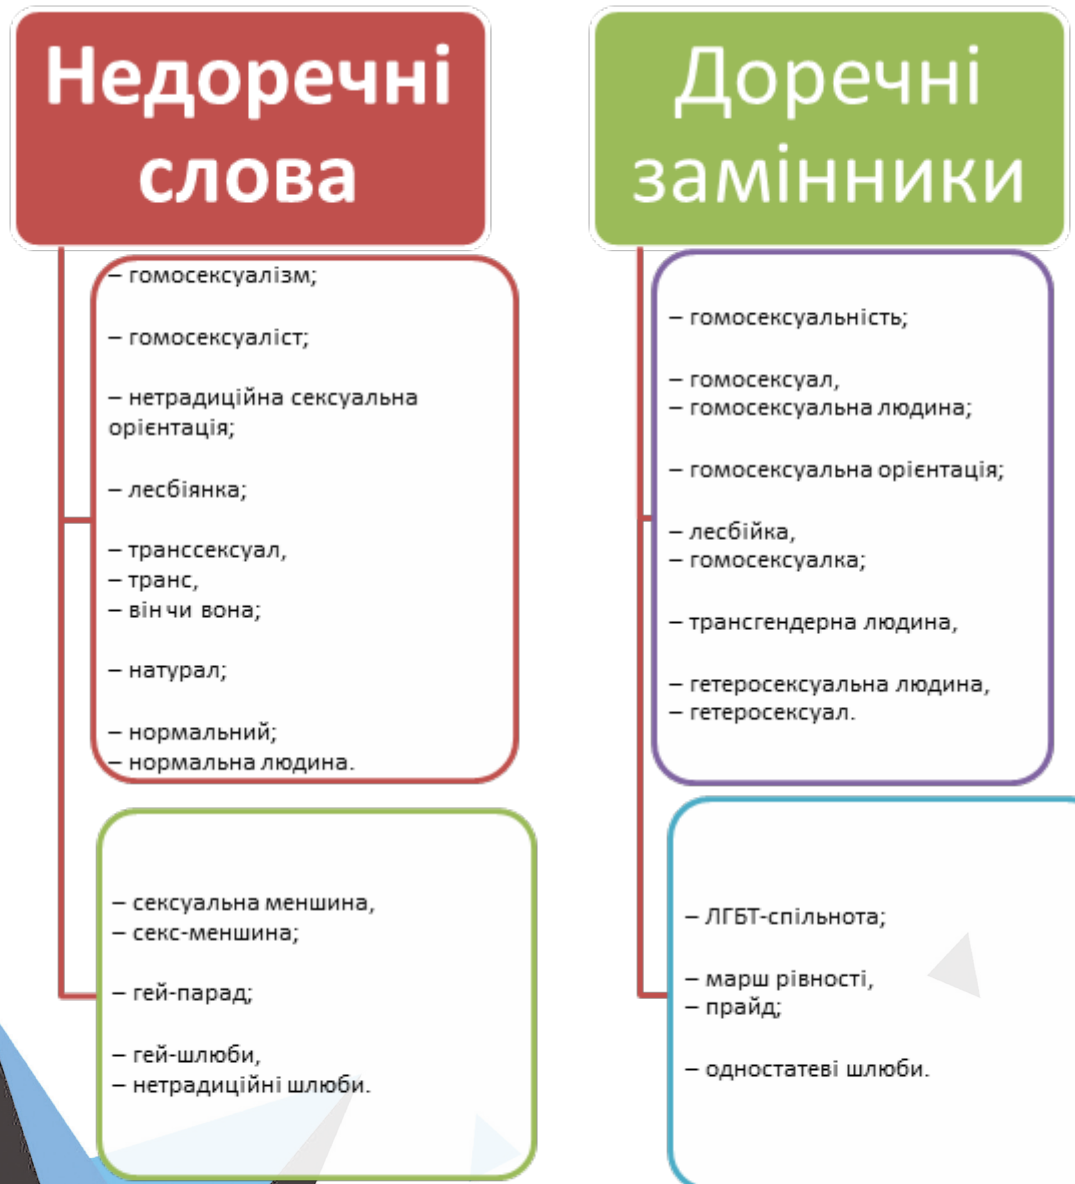 Недоречні
слова
– гомосексуалізм;
– гомосексуаліст;
– нетрадиційна сексуальна
орієнтація;
– лесбіянка;
– транссексуал,
– транс,
– він чи вона;
– натурал;
– нормальний;
– нормальна людина.
– сексуальна меншина,
– секс-меншина;
– гей-парад;
– гей-шлюби,
– нетрадиційні шлюби.
Доречні
замінники
– гомосексуальність;
– гомосексуал,
– гомосексуальна людина;
– гомосексуальна орієнтація;
– лесбійка,
– гомосексуалка;
– трансгендерна людина,
– гетеросексуальна людина,
– гетеросексуал.
– ЛГБТ-спільнота;
– марш рівності,
– прайд;
– одностатеві шлюби.